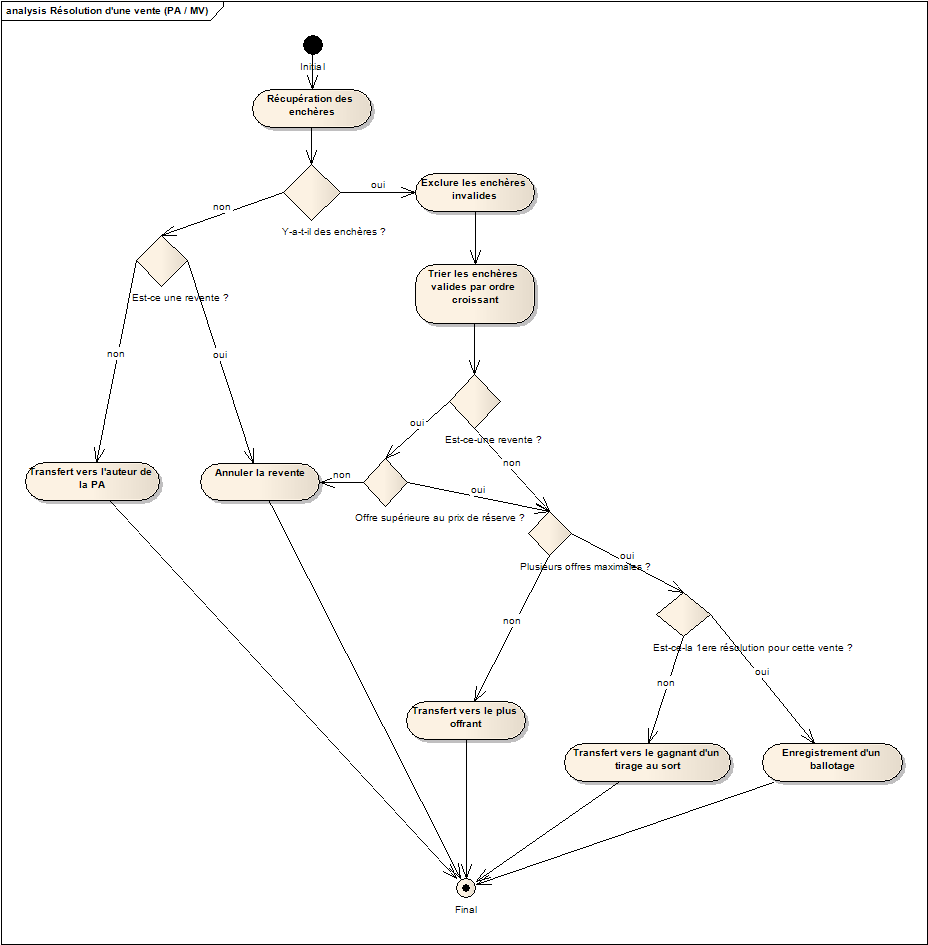 analysis Résolution d'une vente (PA / MV)
Initial
Récupération des
enchères
oui
Exclure les enchères
invalides
non
Y-a-t-il des enchères ?
Trier les enchères
valides par ordre
croissant
Est-ce une revente ?
non
oui
oui
Est-ce-une revente ?
non
Transfert vers l'auteur de
la PA
Annuler la revente
non
oui
Offre supérieure au prix de réserve ?
oui
Plusieurs offres maximales ?
non
Est-ce-la 1ere résolution pour cette vente ?
non
oui
Transfert vers le plus
offrant
Transfert vers le gagnant d'un
tirage au sort
Enregistrement d'un
ballotage
Final